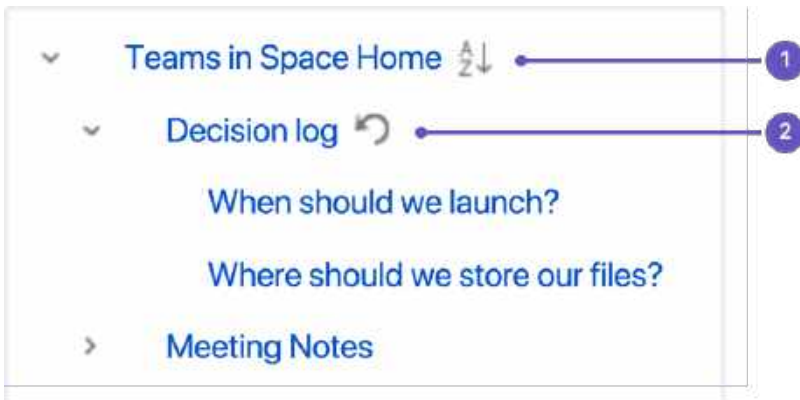 Teams in Space Home AZ 1
Decision log 2
When should we launch?
Where should we store our files?
Meeting Notes